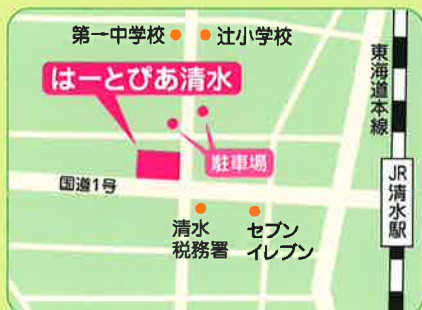 第一中学校
辻小学校
はーとぴあ清水
駐車場
国道1号
清水
税務署
セブン
イレブン
東海道本線
JR
清水駅